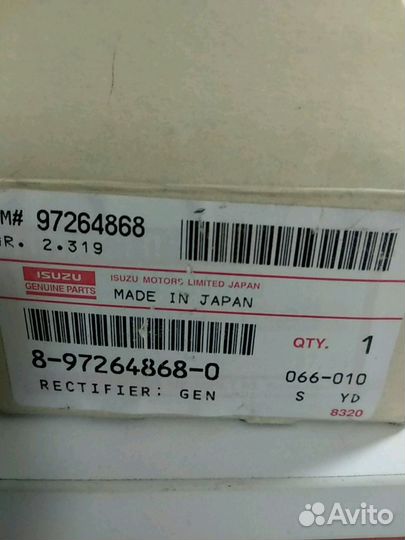 M# 97264868
GR. 2.319
ISUZU
GENUINE PARTS
ISUZU MOTORS LIMITED JAPAN
MADE IN JAPAN
QTY. 1
8-97264868-0
066-010
RECTIFIER; GEN
S YD
8320
Avito